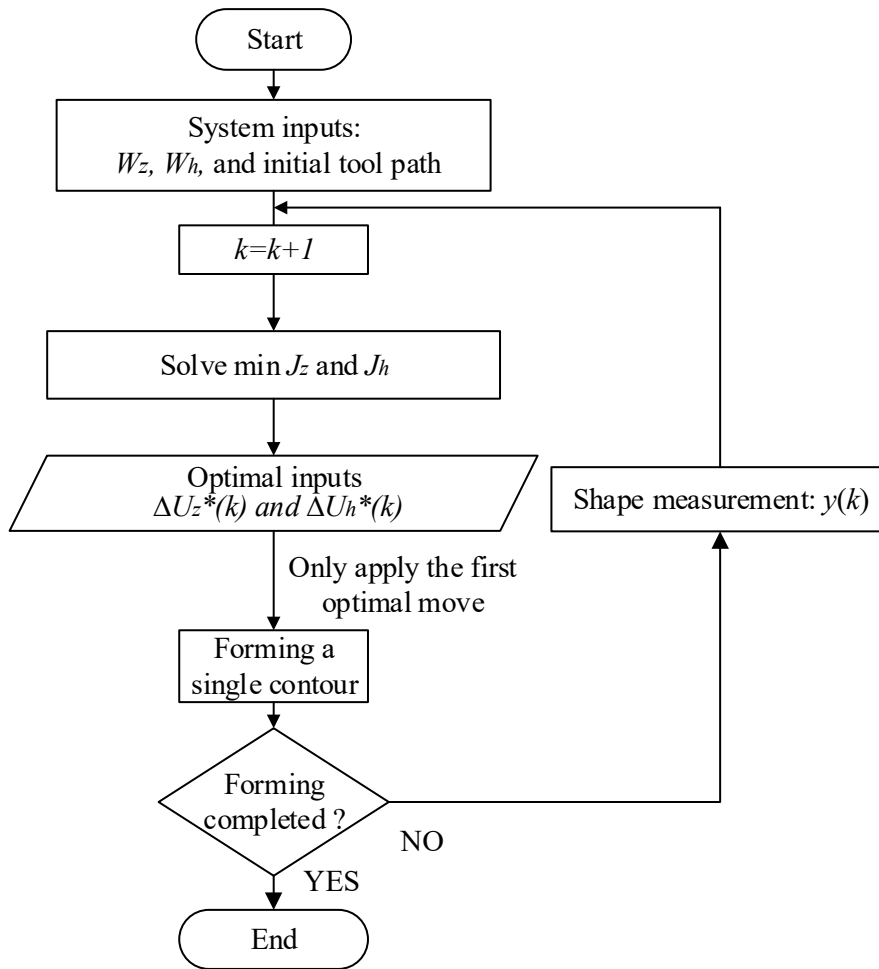 Start
System inputs:
Wz, Wh, and initial tool path
k=k+1
Solve min Jz and Jh
Optimal inputs
ΔUz*(k) and ΔUh*(k)
Shape measurement: y(k)
Only apply the first
optimal move
Forming a
single contour
Forming
completed ?
NO
YES
End